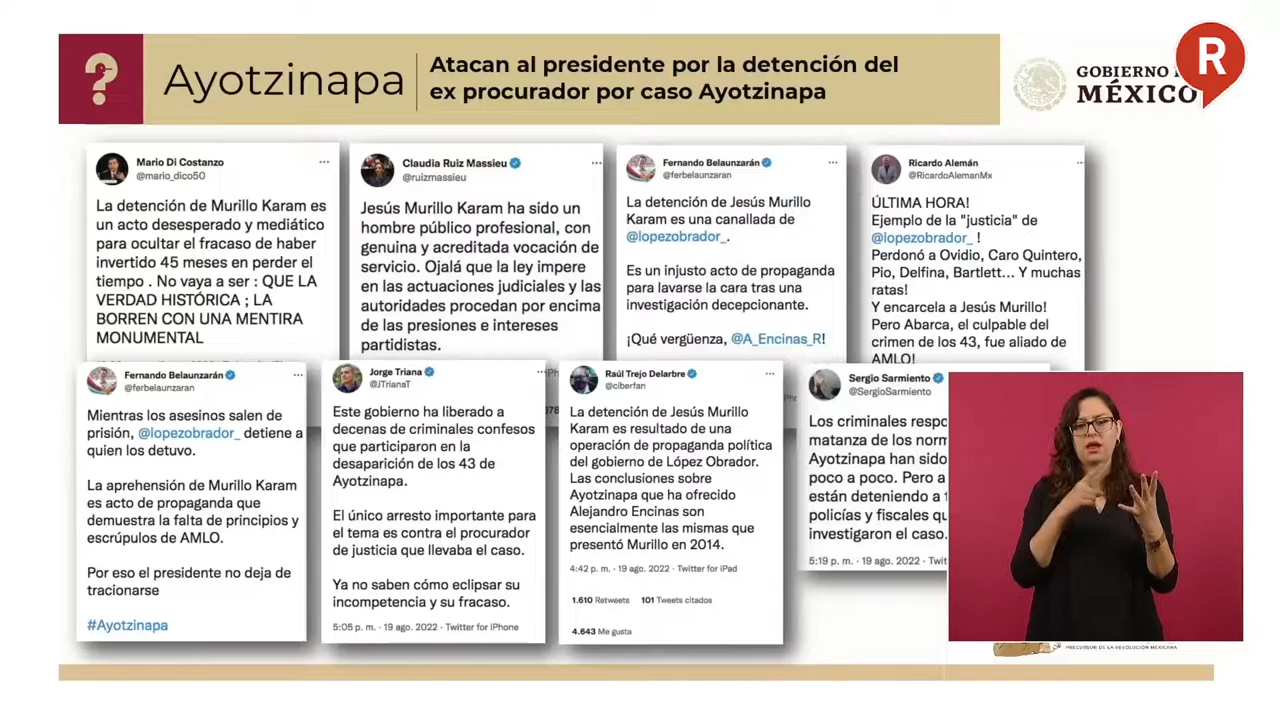 Ayotzinapa
Atacan al presidente por la detención del
ex procurador por caso Ayotzinapa
GOBIERNO
MÉXICO
R
Mario Di Costanzo
@mario_dico50
La detención de Murillo Karam es
un acto desesperado y mediático
para ocultar el fracaso de haber
invertido 45 meses en perder el
tiempo . No vaya a ser : QUE LA
VERDAD HISTÓRICA ; LA
BORREN CON UNA MENTIRA
MONUMENTAL
Claudia Ruiz Massieu
@ruizmassieu
Jesús Murillo Karam ha sido un
hombre público profesional, con
genuina y acreditada vocación de
servicio. Ojalá que la ley impere
en las actuaciones judiciales y las
autoridades procedan por encima
de las presiones e intereses
partidistas.
Fernando Belaunzarán
@ferbelaunzaran
La detención de Jesús Murillo
Karam es una canallada de
@lopezobrador_.
Es un injusto acto de propaganda
para lavarse la cara tras una
investigación decepcionante.
¡Qué vergüenza, @A_Encinas_R!
Ricardo Alemán
@RicardoAlemanMx
ÚLTIMA HORA!
Ejemplo de la "justicia" de
@lopezobrador_ !
Perdonó a Ovidio, Caro Quintero,
Pio, Delfina, Bartlett... Y muchas
ratas!
Y encarcela a Jesús Murillo!
Pero Abarca, el culpable del
crimen de los 43, fue aliado de
AMLO!
Fernando Belaunzarán
@ferbelaunzaran
Mientras los asesinos salen de
prisión, @lopezobrador_ detiene a
quien los detuvo.
La aprehensión de Murillo Karam
es acto de propaganda que
demuestra la falta de principios y
escrúpulos de AMLO.
Por eso el presidente no deja de
tracionarse
#Ayotzinapa
Jorge Triana
@JTrianaT
Este gobierno ha liberado a
decenas de criminales confesos
que participaron en la
desaparición de los 43 de
Ayotzinapa.
El único arresto importante para
el tema es contra el procurador
de justicia que llevaba el caso.
Ya no saben cómo eclipsar su
incompetencia y su fracaso.
5:05 p. m. · 19 ago. 2022 · Twitter for iPhone
Raúl Trejo Delarbre
@ciberfan
La detención de Jesús Murillo
Karam es resultado de una
operación de propaganda política
del gobierno de López Obrador.
Las conclusiones sobre
Ayotzinapa que ha ofrecido
Alejandro Encinas son
esencialmente las mismas que
presentó Murillo en 2014.
4:42 p. m. · 19 ago. 2022 · Twitter for iPad
1.610 Retweets 101 Tweets citados
4.643 Me gusta
Sergio Sarmiento
@SergioSarmiento
Los criminales
matanza de los
Ayotzinapa han sido
poco a poco. Pero a
están deteniendo a
policías y fiscales
investigaron el caso.
5:19 p. m. · 19 ago. 2022 ·
PRECURSOR DE LA REVOLUCIÓN MEXICANA